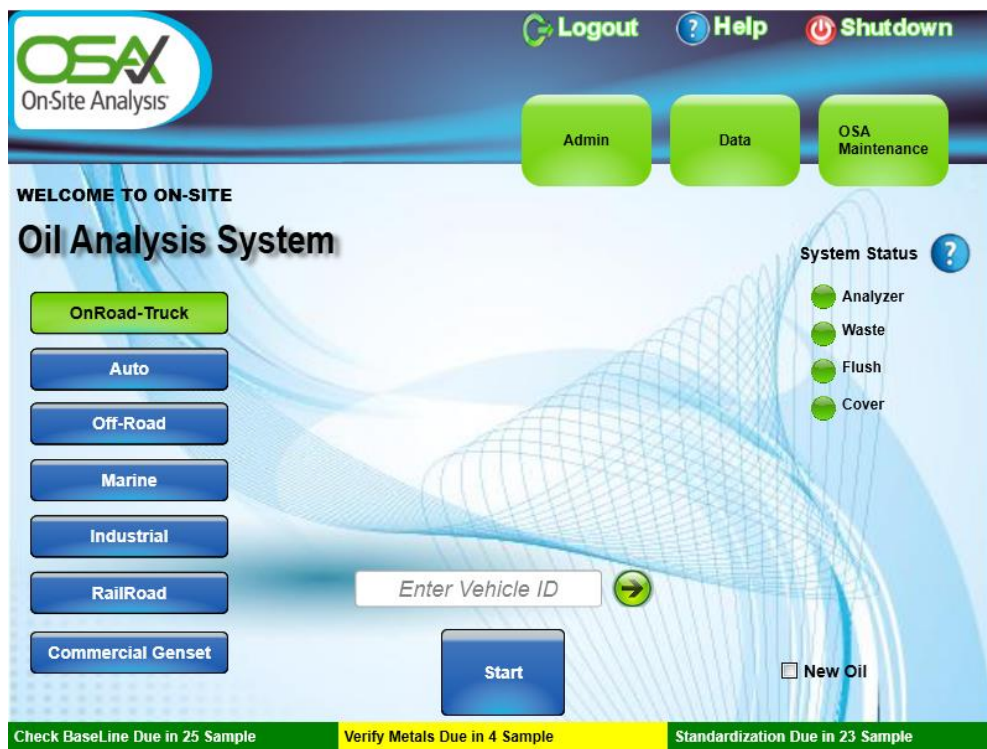 OSA
On-Site Analysis
Logout
Help
Shutdown
Admin
Data
OSA
Maintenance
WELCOME TO ON-SITE
Oil Analysis System
System Status
?
Analyzer
Waste
Flush
Cover
OnRoad-Truck
Auto
Off-Road
Marine
Industrial
RailRoad
Commercial Genset
Enter Vehicle ID
Start
New Oil
Check BaseLine Due in 25 Sample
Verify Metals Due in 4 Sample
Standardization Due in 23 Sample